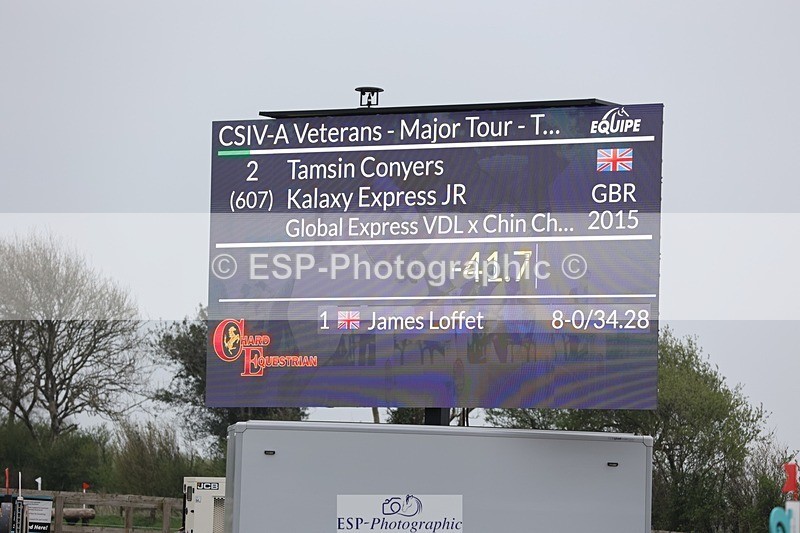 CSIV-A Veterans - Major Tour - T...
EQUIPE
2 Tamsin Conyers
(607) Kalaxy Express JR GBR
Global Express VDL x Chin Ch... 2015
© ESP-Photographic ©
-41.7
1 James Loffet 8-0/34.28
CHARD
EQUESTRIAN
JCB
ESP-Photographic